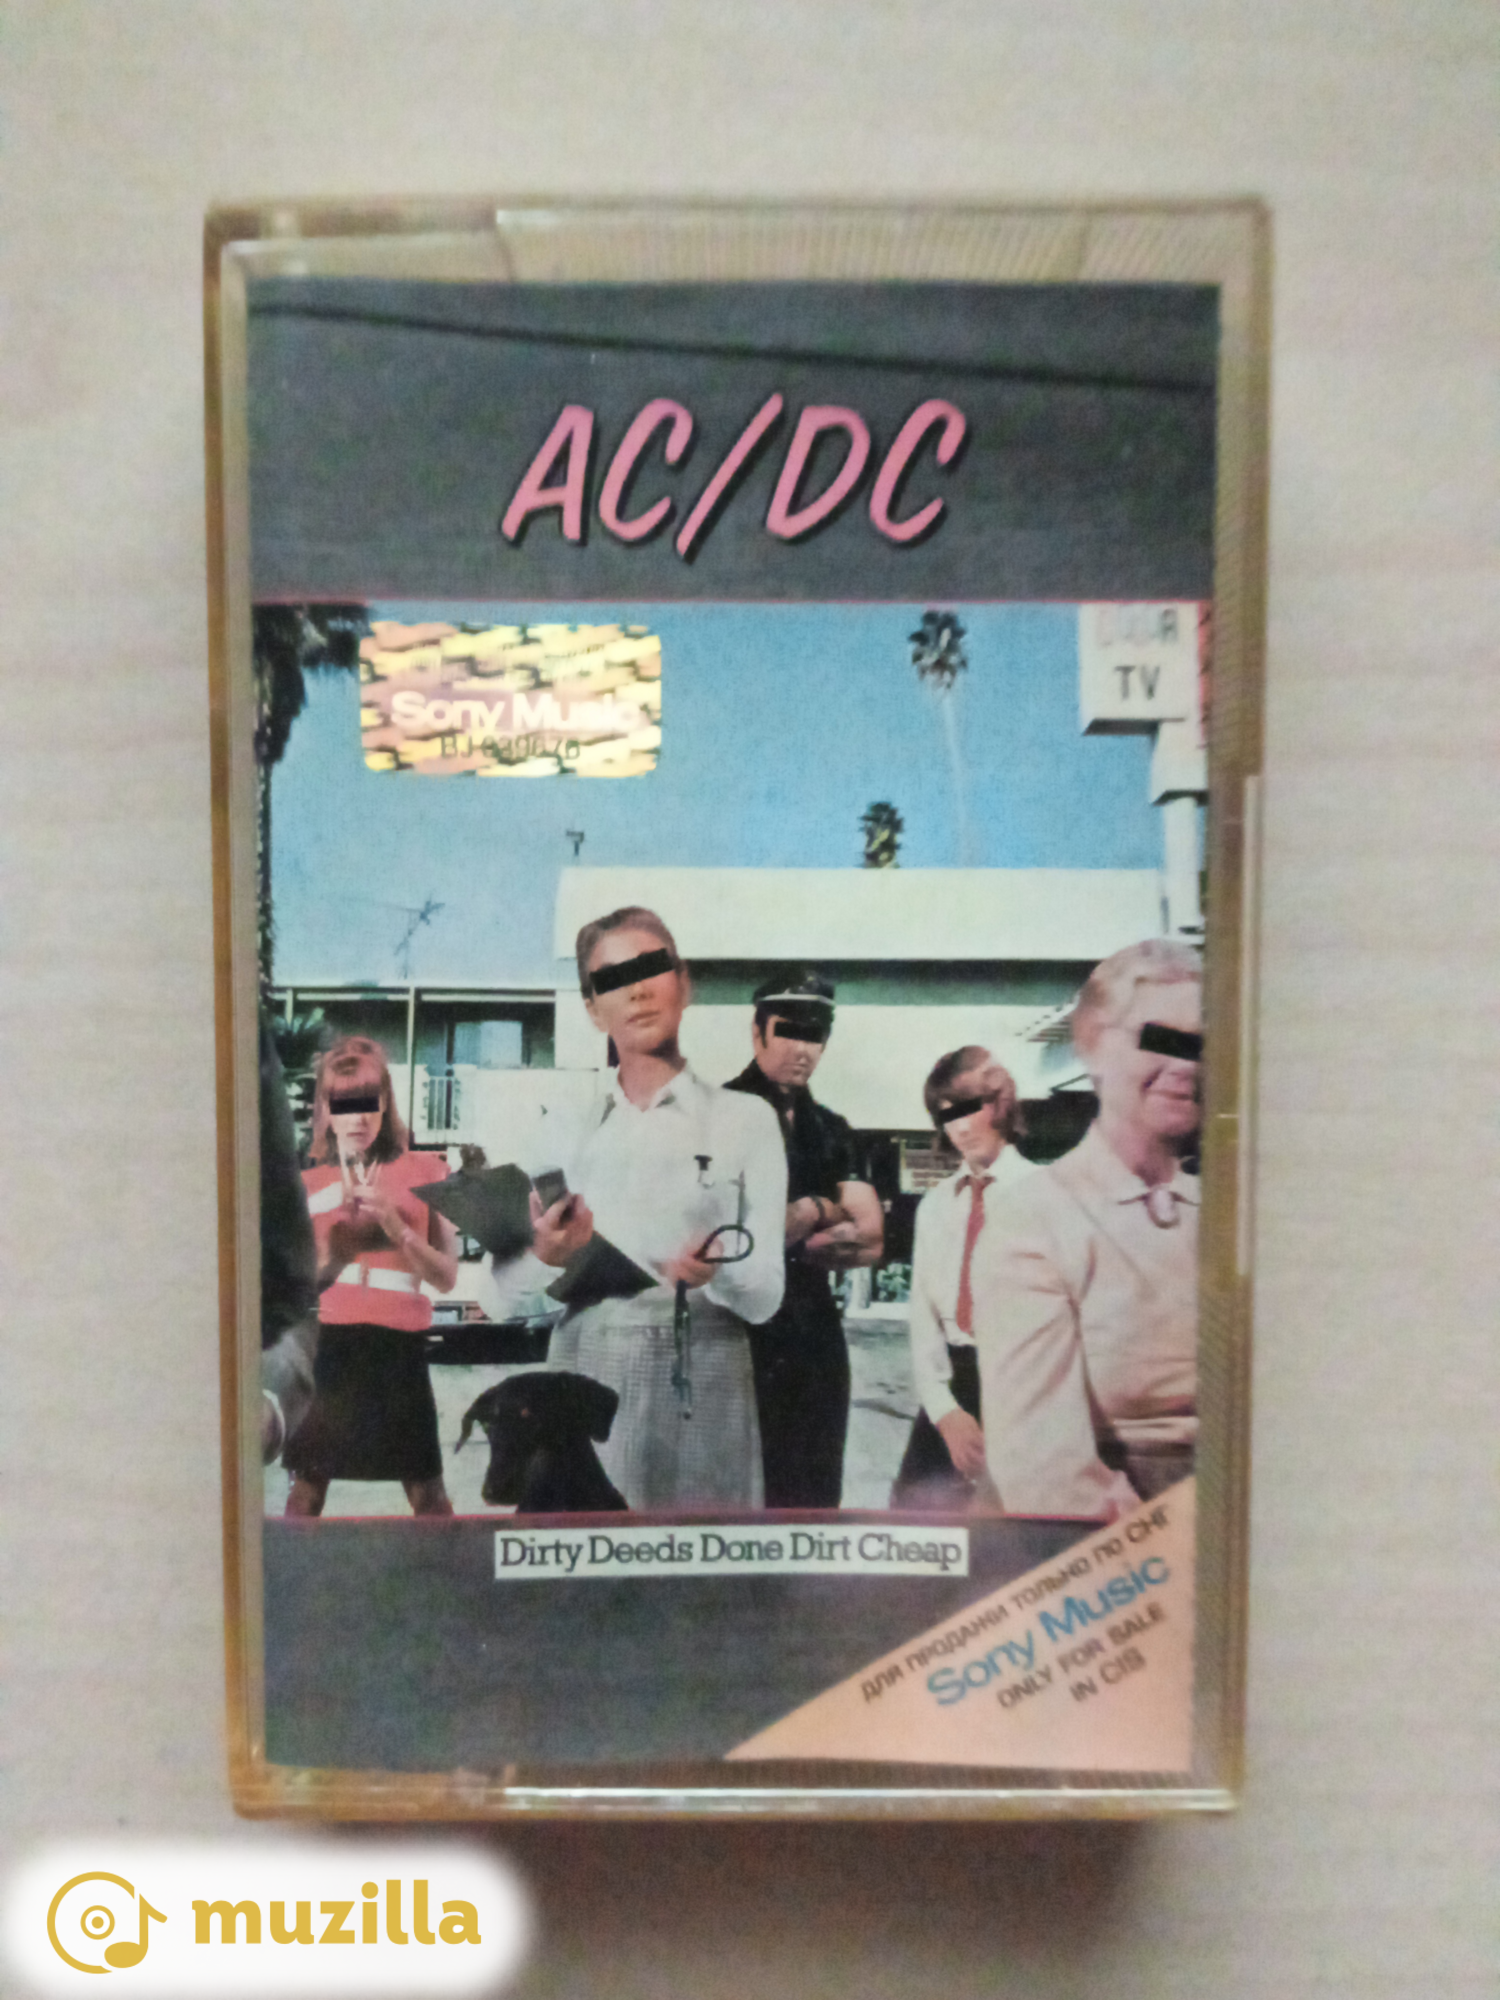 AC/DC
TV
Sony Music
Dirty Deeds Done Dirt Cheap
ДЛЯ ПРОДАЖИ ТОЛЬКО ПО СНГ
Sony Music
ONLY FOR SALE
IN CIS
muzilla